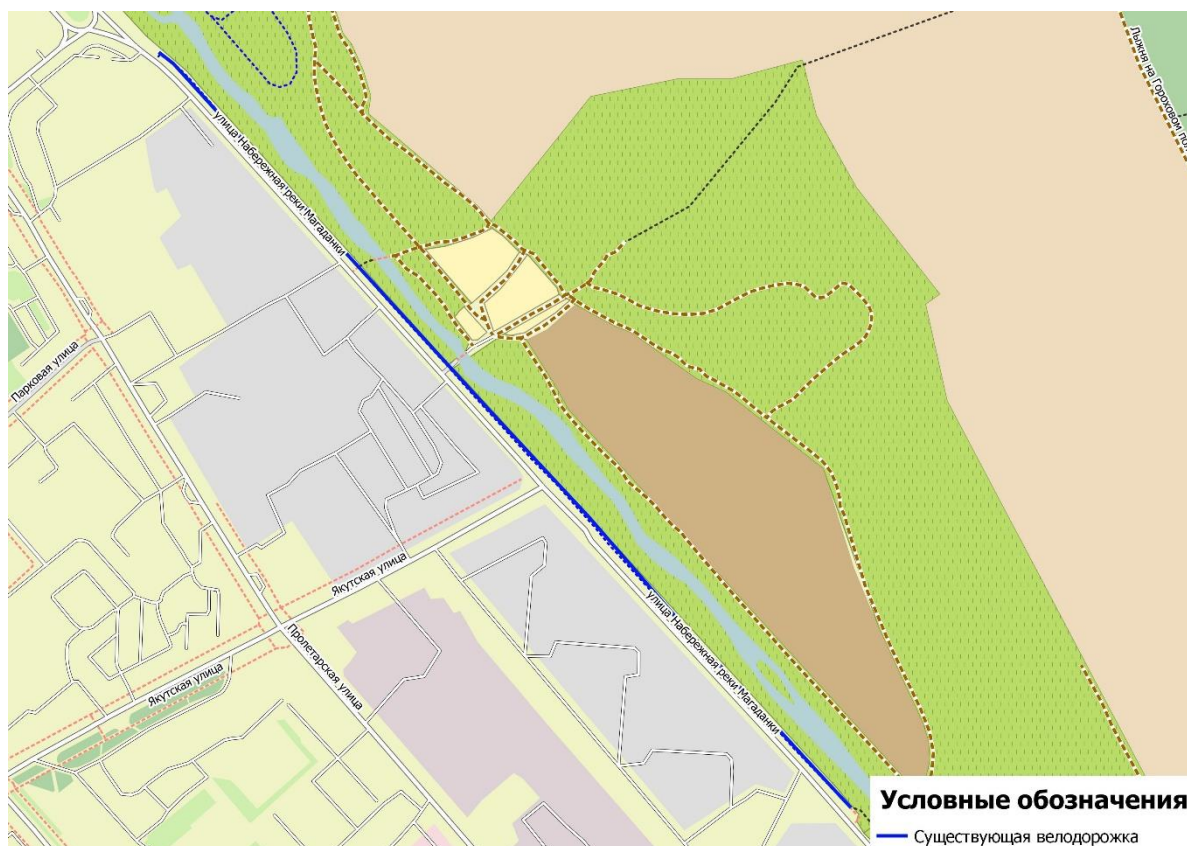 Лыжня на Гороховом пол
улица Набережная реки Магаданки
Парковая улица
Якутская улица
улица Набережная реки Магаданки
Пролетарская улица
Якутская улица
Условные обозначения
Существующая велодорожка